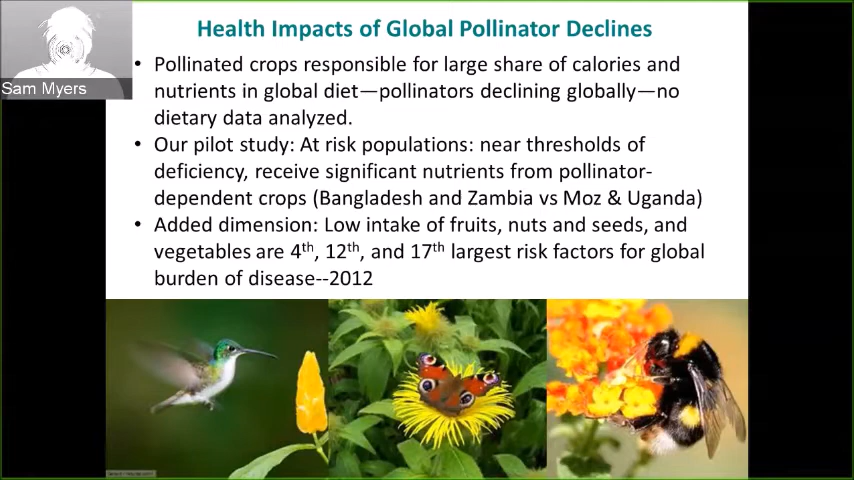 Health Impacts of Global Pollinator Declines
Sam Myers
• Pollinated crops responsible for large share of calories and
nutrients in global diet—pollinators declining globally—no
dietary data analyzed.
• Our pilot study: At risk populations: near thresholds of
deficiency, receive significant nutrients from pollinator-
dependent crops (Bangladesh and Zambia vs Moz & Uganda)
• Added dimension: Low intake of fruits, nuts and seeds, and
vegetables are 4th, 12th, and 17th largest risk factors for global
burden of disease--2012